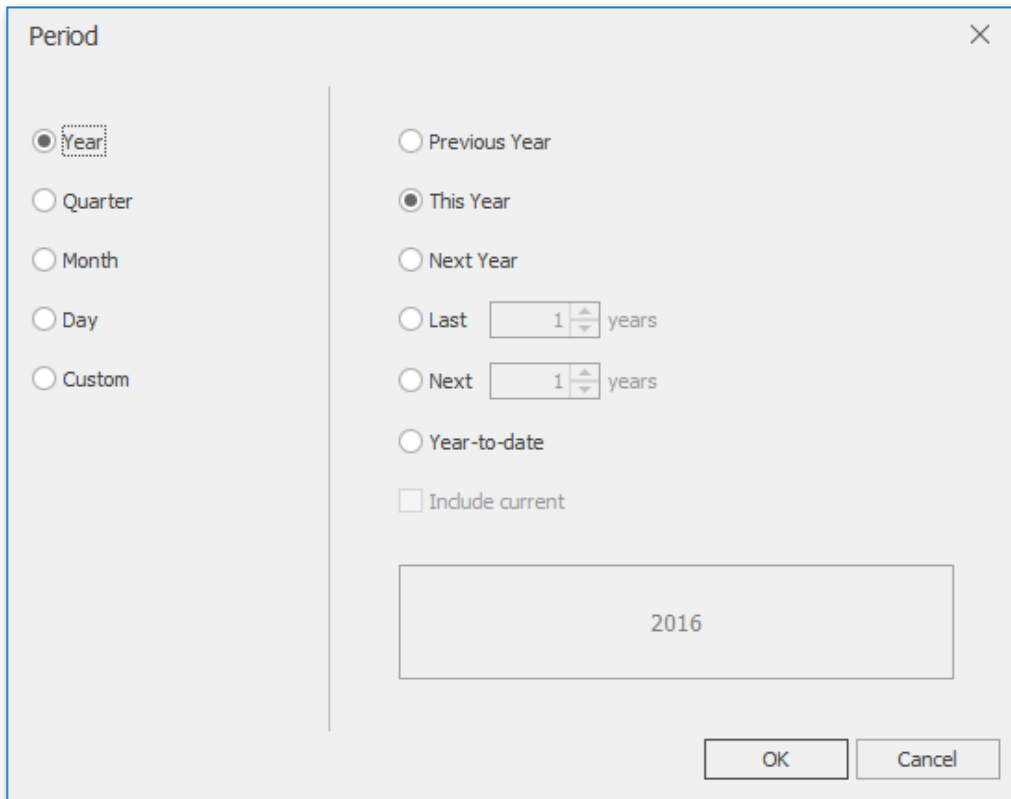 Period
Year
Quarter
Month
Day
Custom
Previous Year
This Year
Next Year
Last 1 years
Next 1 years
Year-to-date
Include current
2016
OK Cancel